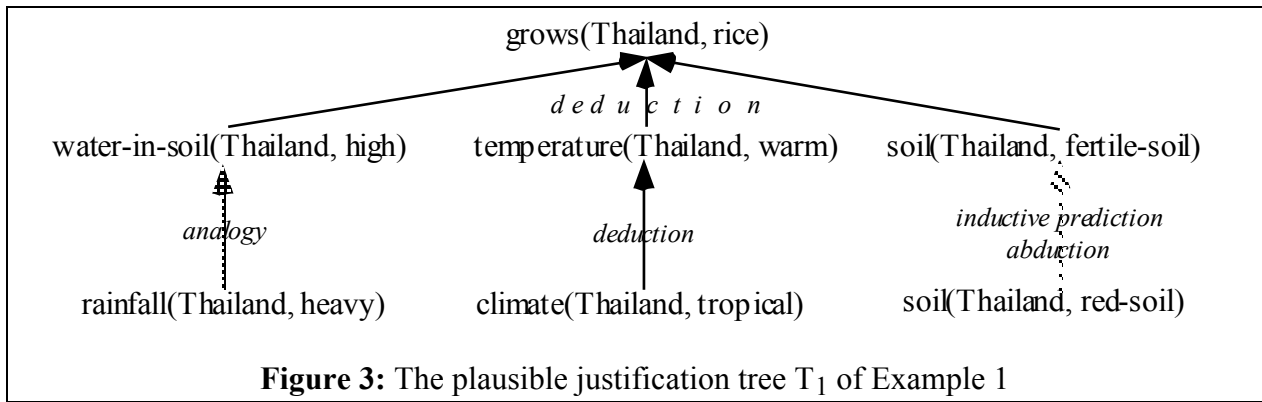 grows(Thailand, rice)
deduction
water-in-soil(Thailand, high) temperature(Thailand, warm) soil(Thailand, fertile-soil)
analogy deduction inductive prediction
abduction
rainfall(Thailand, heavy) climate(Thailand, tropical) soil(Thailand, red-soil)
Figure 3: The plausible justification tree T1 of Example 1